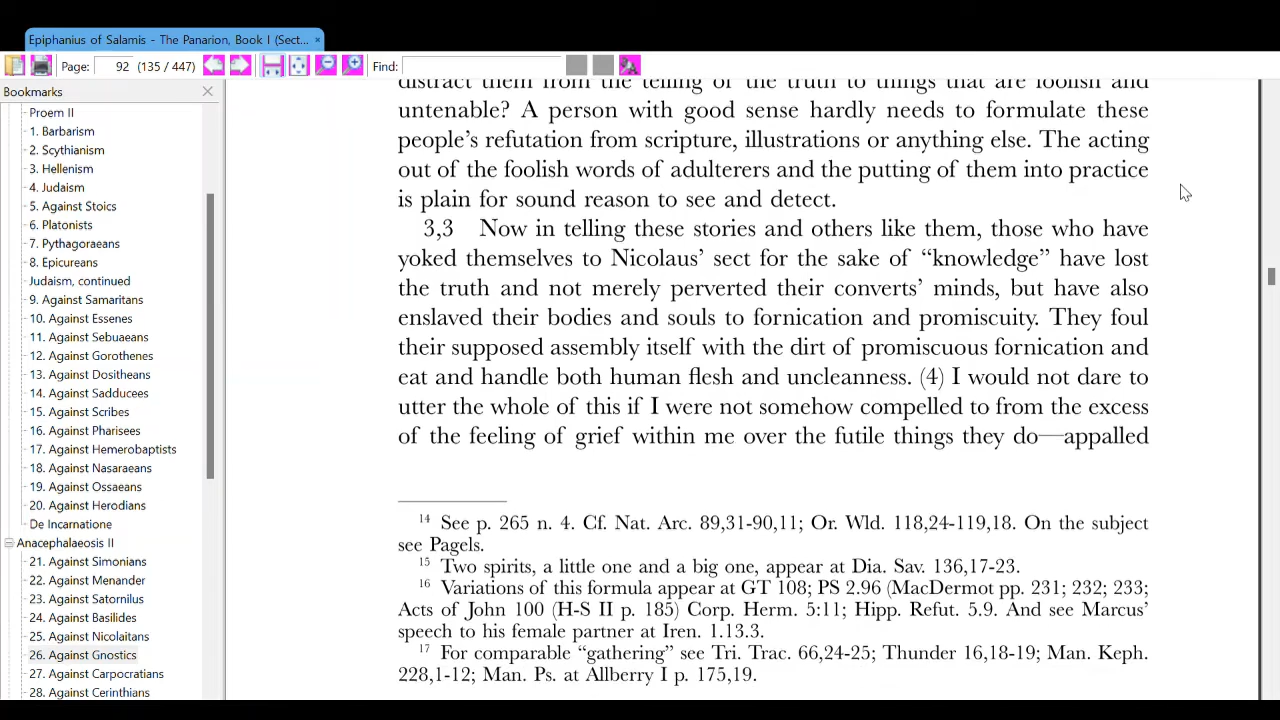 Epiphanius of Salamis - The Panarion, Book I (Sect... ×
Page: 92 (135 / 447) Find:
Bookmarks
Proem II
1. Barbarism
2. Scythianism
3. Hellenism
4. Judaism
5. Against Stoics
6. Platonists
7. Pythagoraeans
8. Epicureans
Judaism, continued
9. Against Samaritans
10. Against Essenes
11. Against Sebuaeans
12. Against Gorothenes
13. Against Dositheans
14. Against Sadducees
15. Against Scribes
16. Against Pharisees
17. Against Hemerobaptists
18. Against Nasaraeans
19. Against Ossaeans
20. Against Herodians
De Incarnatione
Anacephalaeosis II
21. Against Simonians
22. Against Menander
23. Against Satornilus
24. Against Basilides
25. Against Nicolaitans
26. Against Gnostics
27. Against Carpocratians
28. Against Cerinthians
distract them from the telling of the truth to things that are foolish and
untenable? A person with good sense hardly needs to formulate these
people’s refutation from scripture, illustrations or anything else. The acting
out of the foolish words of adulterers and the putting of them into practice
is plain for sound reason to see and detect.
3,3 Now in telling these stories and others like them, those who have
yoked themselves to Nicolaus’ sect for the sake of “knowledge” have lost
the truth and not merely perverted their converts’ minds, but have also
enslaved their bodies and souls to fornication and promiscuity. They foul
their supposed assembly itself with the dirt of promiscuous fornication and
eat and handle both human flesh and uncleanness. (4) I would not dare to
utter the whole of this if I were not somehow compelled to from the excess
of the feeling of grief within me over the futile things they do—appalled
14 See p. 265 n. 4. Cf. Nat. Arc. 89,31-90,11; Or. Wld. 118,24-119,18. On the subject
see Pagels.
15 Two spirits, a little one and a big one, appear at Dia. Sav. 136,17-23.
16 Variations of this formula appear at GT 108; PS 2.96 (MacDermot pp. 231; 232; 233;
Acts of John 100 (H-S II p. 185) Corp. Herm. 5:11; Hipp. Refut. 5.9. And see Marcus’
speech to his female partner at Iren. 1.13.3.
17 For comparable “gathering” see Tri. Trac. 66,24-25; Thunder 16,18-19; Man. Keph.
228,1-12; Man. Ps. at Allberry I p. 175,19.